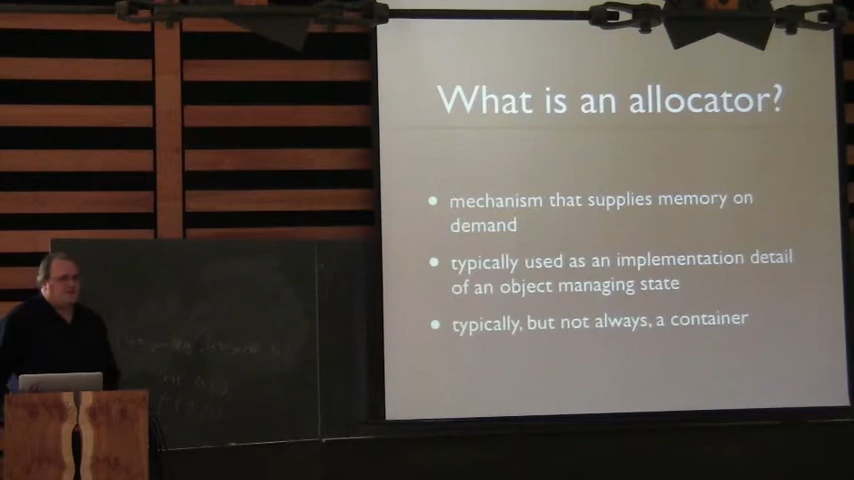 What is an allocator?
• mechanism that supplies memory on
demand
• typically used as an implementation detail
of an object managing state
• typically, but not always, a container